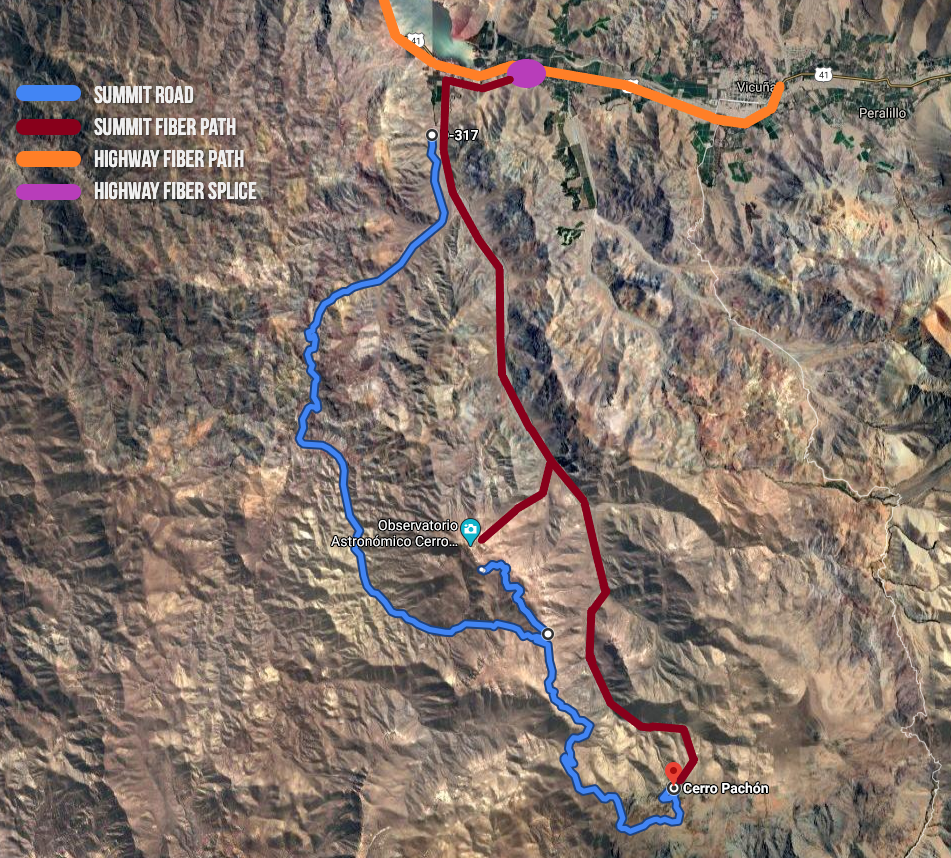 41
SUMMIT ROAD
SUMMIT FIBER PATH
HIGHWAY FIBER PATH
HIGHWAY FIBER SPLICE
Vicuña
41
Peralillo
-317
Observatorio
Astronómico Cerro...
Cerro Pachón